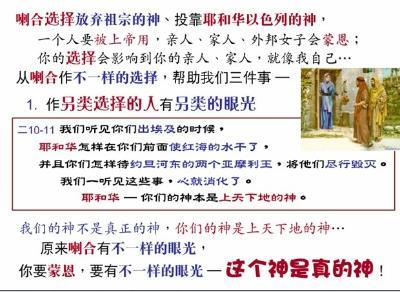 喇合选择放弃祖宗的神、投靠耶和华以色列的神，
一个人要被上帝用，亲人、家人、外邦女子会蒙恩；
你的选择会影响到你的亲人、家人，就像我自己…
从喇合作不一样的选择，帮助我们三件事 —
1. 作另类选择的人有另类的眼光
二10-11 我们听见你们出埃及的时候，
耶和华怎样在你们前面使红海的水干了，
并且你们怎样待约旦河东的两个亚摩利王，将他们尽行毁灭。
我们一听见这些事，心就消化了。
耶和华 — 你们的神本是上天下地的神。
我们的神不是真正的神，你们的神是上天下地的神…
原来喇合有不一样的眼光，
你要蒙恩，要有不一样的眼光 — 这个神是真的神！